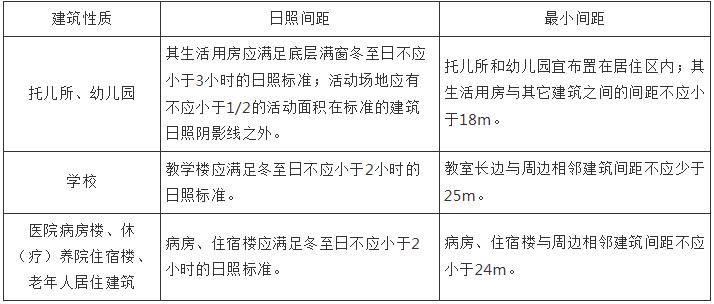 建筑性质
日照间距
最小间距
托儿所、幼儿园
其生活用房应满足底层满窗冬至日不应
小于3小时的日照标准；活动场地应有
不应小于1/2的活动面积在标准的建筑
日照阴影线之外。
托儿所和幼儿园宜布置在居住区内；其
生活用房与其它建筑之间的间距不应小
于18m。
学校
教学楼应满足冬至日不应小于2小时的
日照标准。
教室长边与周边相邻建筑间距不应少于
25m。
医院病房楼、休
（疗）养院住宿楼、
老年人居住建筑
病房、住宿楼应满足冬至日不应小于2
小时的日照标准。
病房、住宿楼与周边相邻建筑间距不应
小于24m。